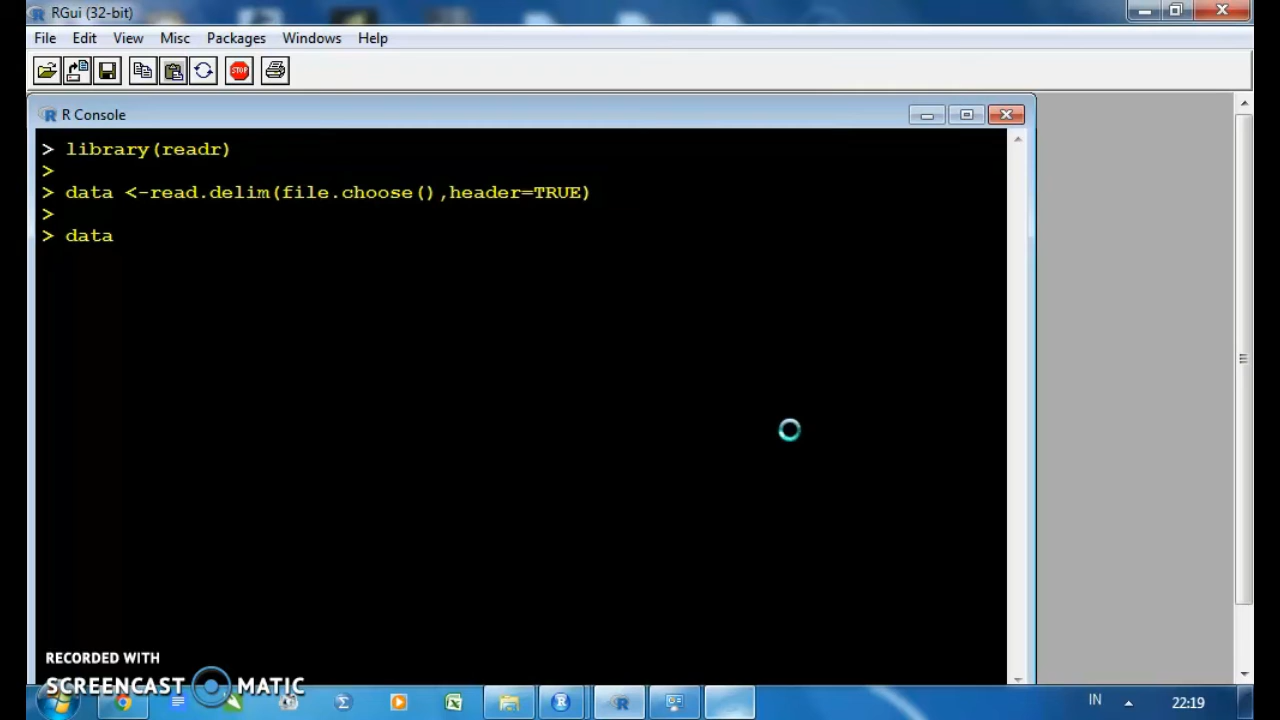 RGui (32-bit)
File Edit View Misc Packages Windows Help
STOP
R Console
> library(readr)
>
> data <-read.delim(file.choose(),header=TRUE)
>
> data
RECORDED WITH
SCREENCAST MATIC
IN 22:19